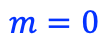 m = 0